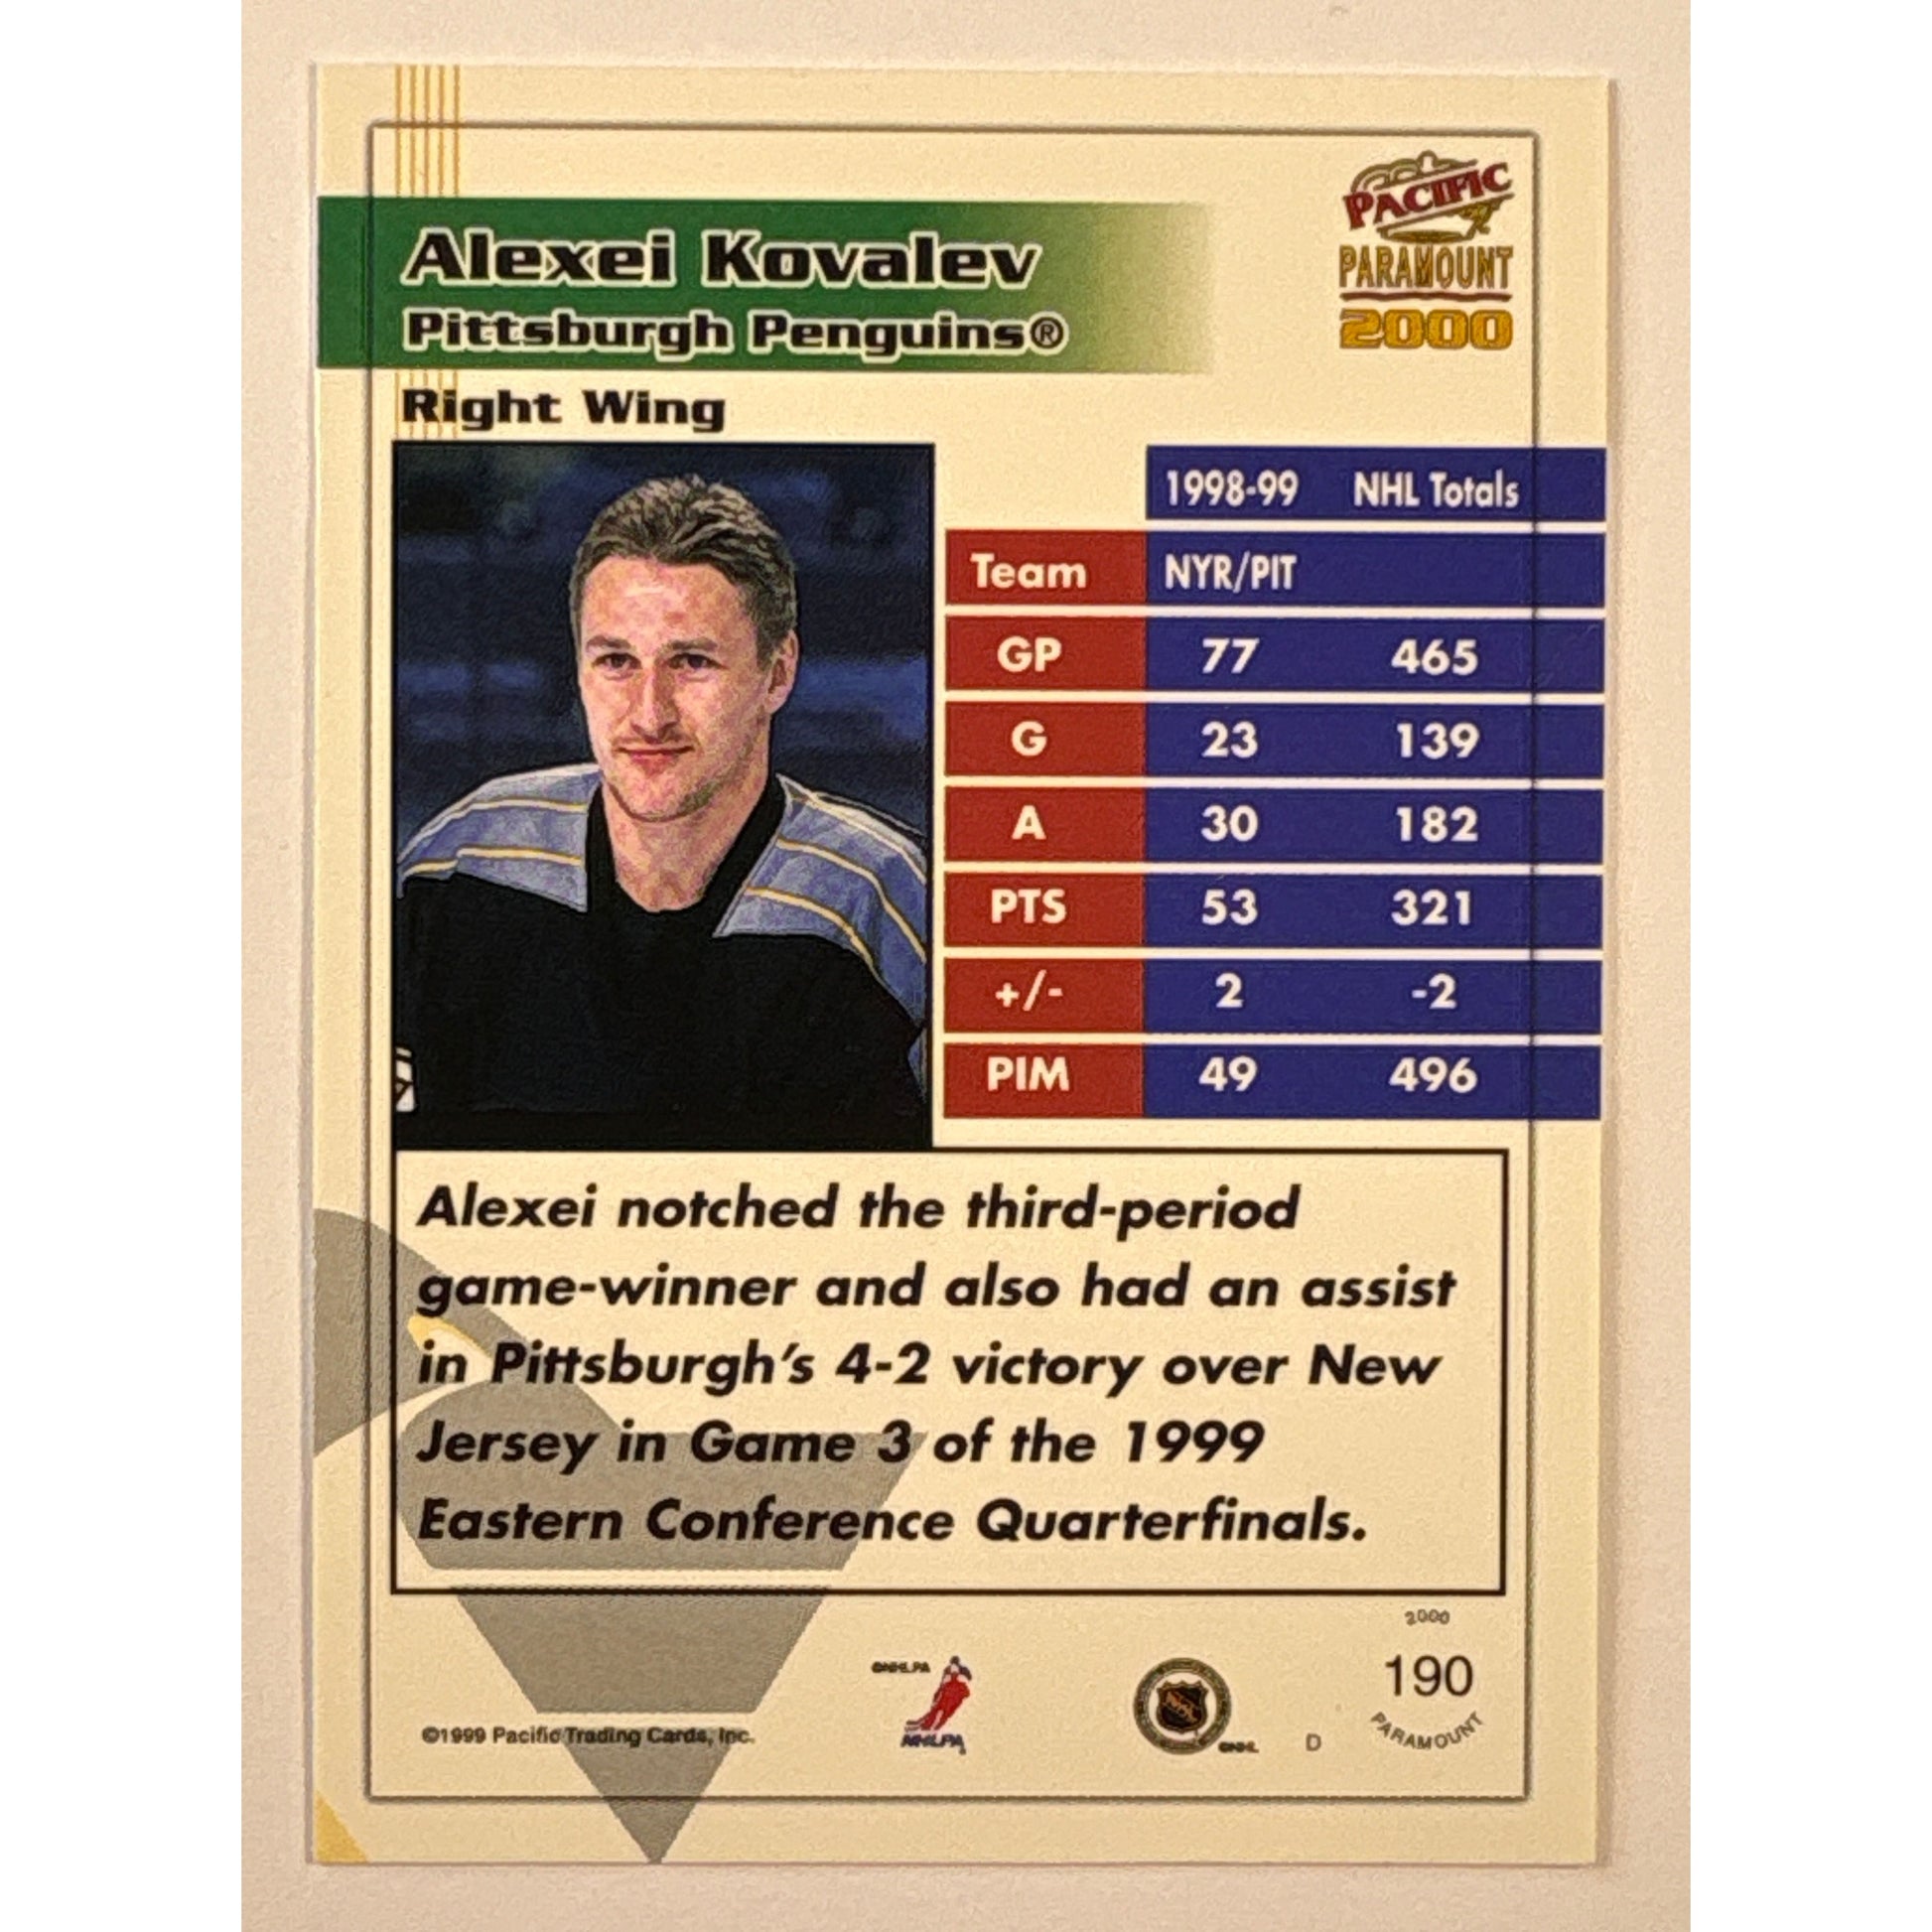 PACIFIC
PARAMOUNT
2000
Alexei Kovalev
Pittsburgh Penguins®
Right Wing
1998-99 NHL Totals
Team NYR/PIT
GP 77 465
G 23 139
A 30 182
PTS 53 321
+/- 2 -2
PIM 49 496
Alexei notched the third-period
game-winner and also had an assist
in Pittsburgh's 4-2 victory over New
Jersey in Game 3 of the 1999
Eastern Conference Quarterfinals.
2000
190
PARAMOUNT
©NHLPA
NHLPA
NHL
©NHL
D
©1999 Pacific Trading Cards, Inc.